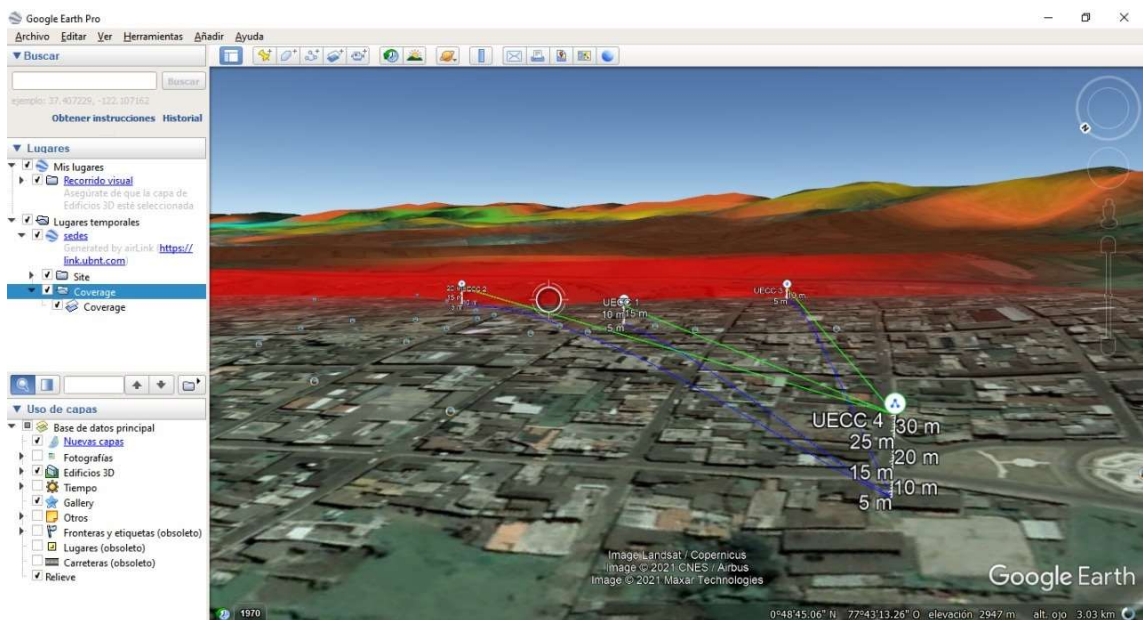 Google Earth Pro
Archivo Editar Ver Herramientas Añadir Ayuda
Buscar
Buscar
ejemplo: 37.407229, -122.107162
Obtener instrucciones Historial
Lugares
Mis lugares
Recorrido visual
Asegúrate de que la capa de
Edificios 3D esté seleccionada
Lugares temporales
sedes
Generated by airLink (https://
link.ubnt.com)
Site
Coverage
Coverage
Uso de capas
Base de datos principal
Nuevas capas
Fotografías
Edificios 3D
Tiempo
Gallery
Otros
Fronteras y etiquetas (obsoleto)
Lugares (obsoleto)
Carreteras (obsoleto)
Relieve
N
15 m
UECC 1
10 m 15 m
5 m
UECC 3
10 m
5 m
UECC 4 30 m
25 m
20 m
15 m
10 m
5 m
Image Landsat / Copernicus
Image © 2021 CNES / Airbus
Image © 2021 Maxar Technologies
Google Earth
1970
0°48'45.06" N 77°43'13.26" O elevación 2947 m alt. ojo 3.03 km